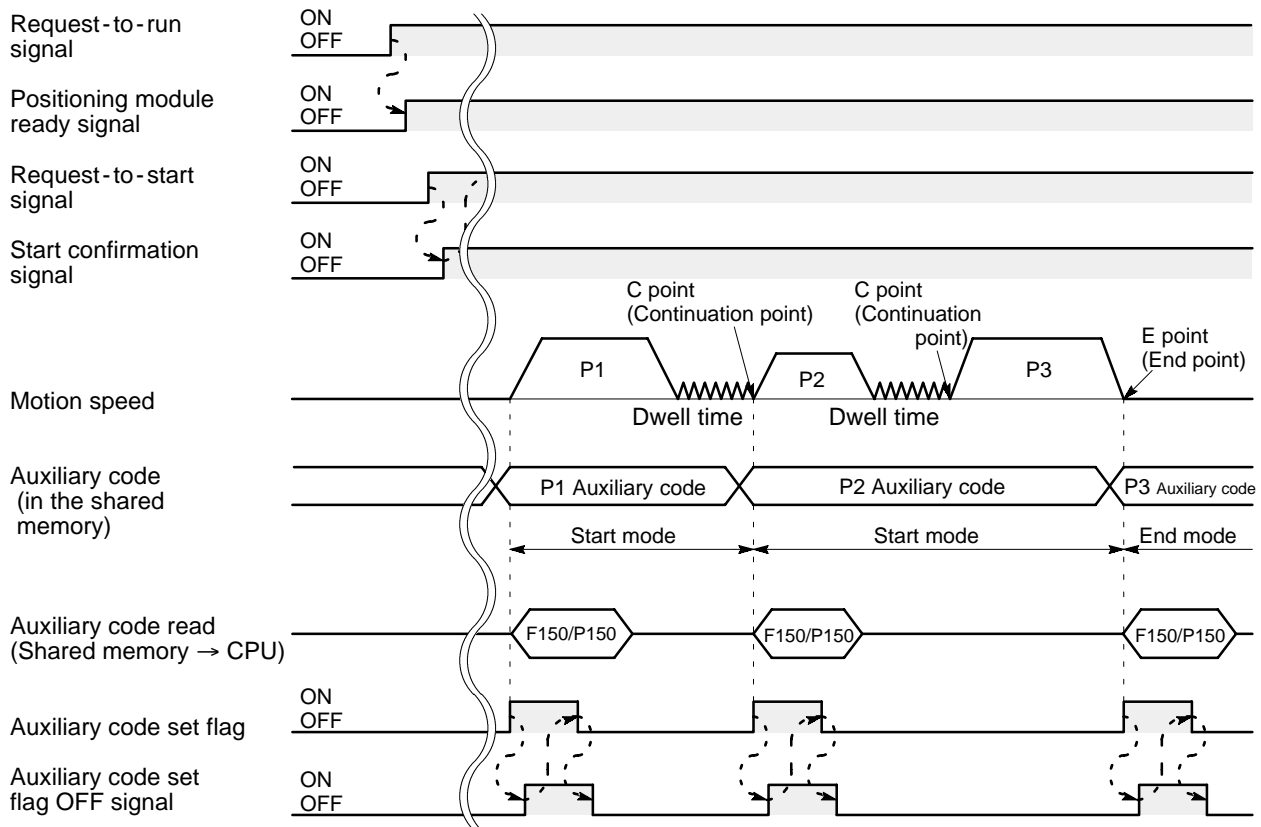 Request-to-run
signal
ON
OFF
Positioning module
ready signal
ON
OFF
Request-to-start
signal
ON
OFF
Start confirmation
signal
ON
OFF
C point
(Continuation point)
C point
(Continuation
point)
E point
(End point)
P1
P2
P3
Motion speed
Dwell time
Dwell time
Auxiliary code
(in the shared
memory)
P1 Auxiliary code
P2 Auxiliary code
P3 Auxiliary code
Start mode
Start mode
End mode
Auxiliary code read
(Shared memory → CPU)
F150/P150
F150/P150
F150/P150
Auxiliary code set flag
ON
OFF
Auxiliary code set
flag OFF signal
ON
OFF